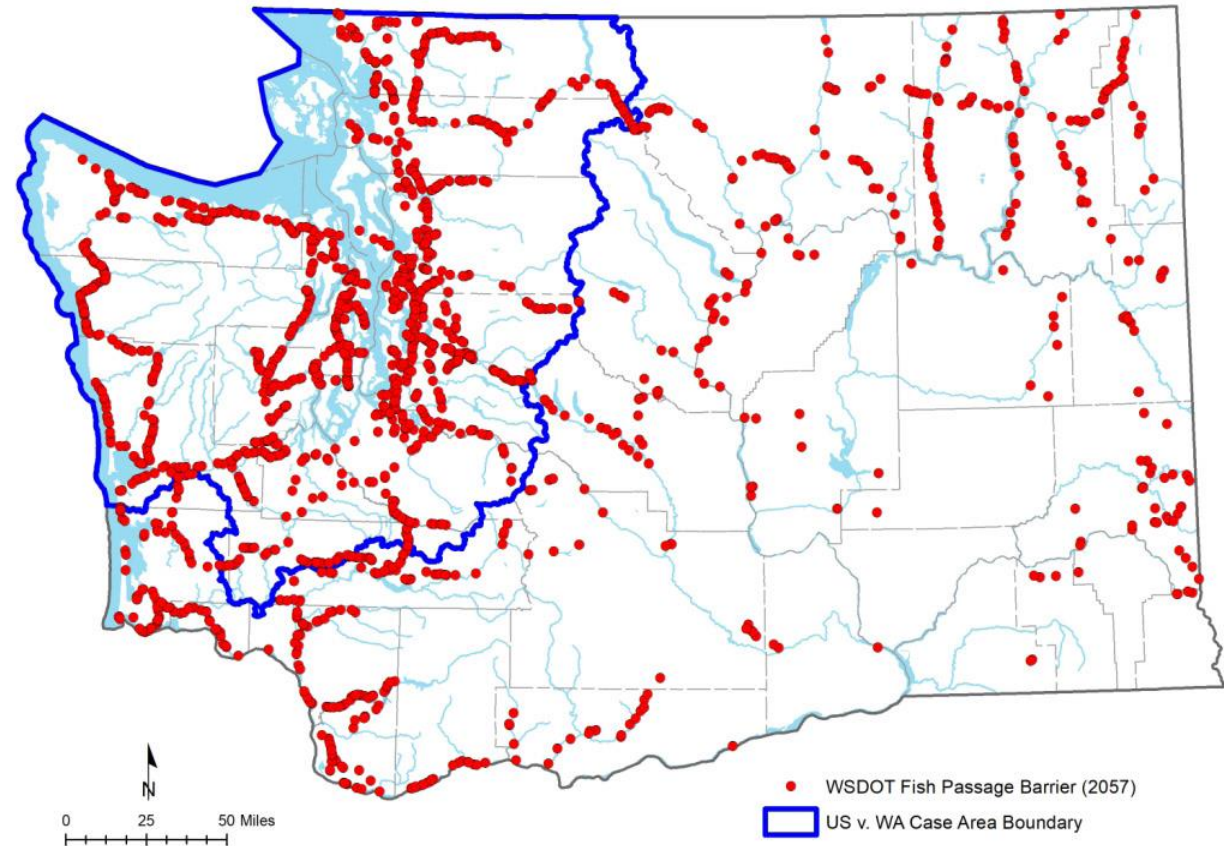 N
0 25 50 Miles
WSDOT Fish Passage Barrier (2057)
US v. WA Case Area Boundary